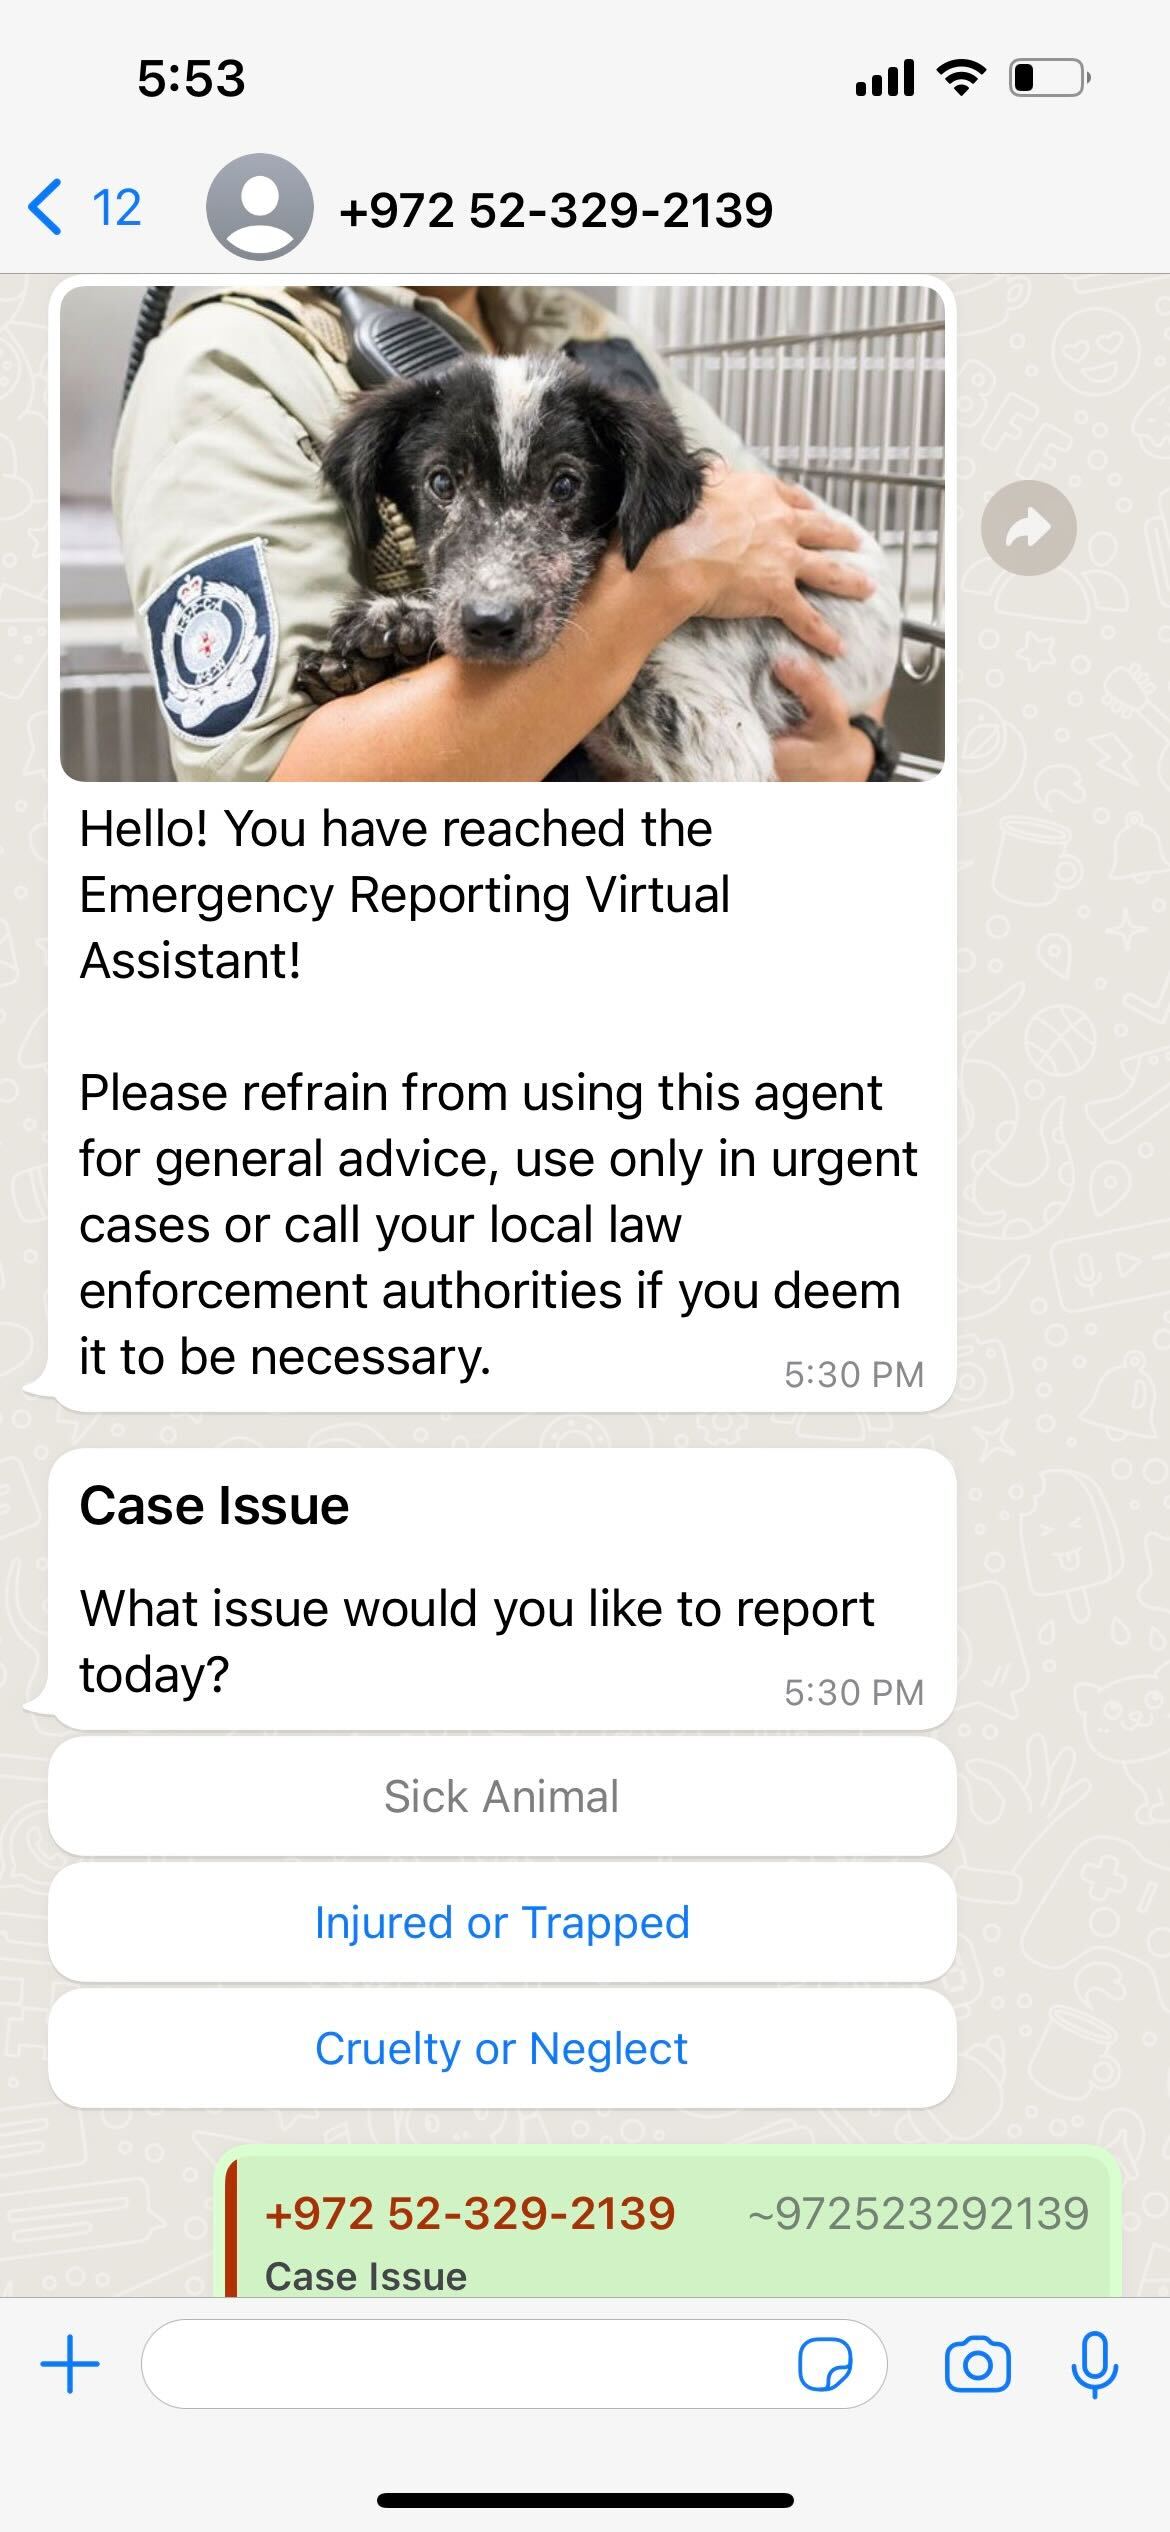 5:53
12
+972 52-329-2139
Hello! You have reached the
Emergency Reporting Virtual
Assistant!
Please refrain from using this agent
for general advice, use only in urgent
cases or call your local law
enforcement authorities if you deem
it to be necessary.
5:30 PM
Case Issue
What issue would you like to report
today?
5:30 PM
Sick Animal
Injured or Trapped
Cruelty or Neglect
+972 52-329-2139 ~972523292139
Case Issue